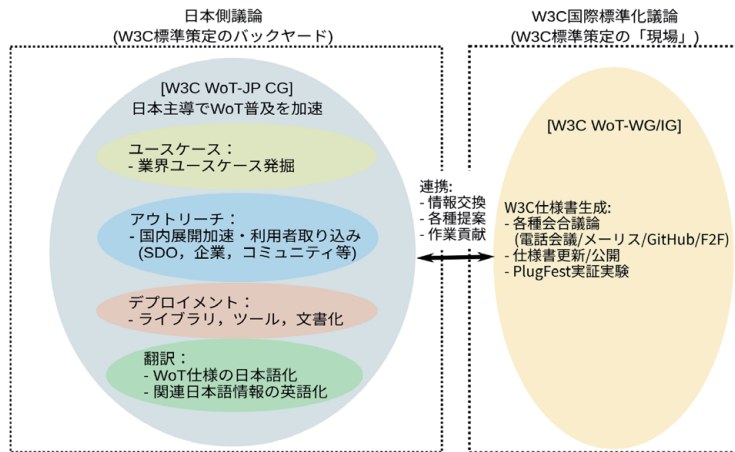 日本側議論
(W3C標準策定のバックヤード)
[W3C WoT-JP CG]
日本主導でWoT普及を加速
ユースケース：
- 業界ユースケース発掘
アウトリーチ：
- 国内展開加速・利用者取り込み
(SDO，企業，コミュニティ等)
デプロイメント：
- ライブラリ，ツール，文書化
翻訳：
- WoT仕様の日本語化
- 関連日本語情報の英語化
連携:
- 情報交換
- 各種提案
- 作業貢献
W3C国際標準化議論
(W3C標準策定の「現場」)
[W3C WoT-WG/IG]
W3C仕様書生成:
- 各種会合議論
(電話会議/メーリス/GitHub/F2F)
- 仕様書更新/公開
- PlugFest実証実験